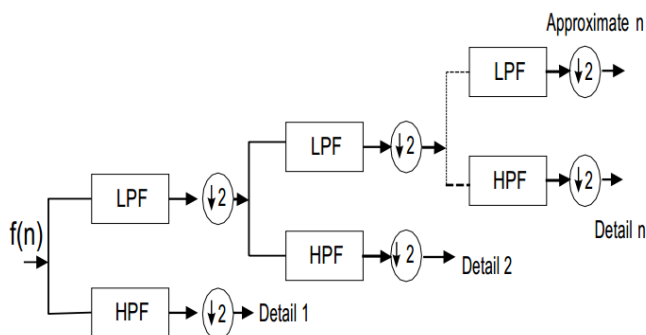 Approximate n
LPF
↓2
LPF
↓2
HPF
↓2
Detail n
LPF
↓2
HPF
↓2
Detail 2
f(n)
HPF
↓2
Detail 1